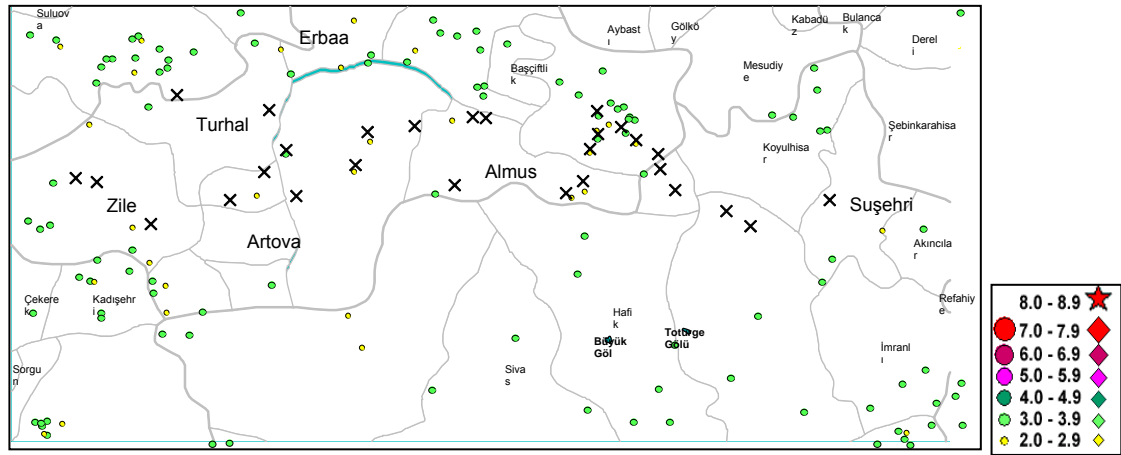 Suluov
a
Erbaa
Aybast
ı
Gölkö
y
Kabadü
z
Bulanca
k
Derel
i
Başçiftli
k
Mesudiy
e
Turhal
Koyulhisa
r
Şebinkarahisa
r
Zile
Almus
Suşehri
Artova
Akıncıla
r
Çekere
k
Kadışehr
i
Hafi
k
Refahiy
e
Büyük
Göl
Totürge
Gölü
İmranl
ı
Sorgu
n
Siva
s
8.0 - 8.9
7.0 - 7.9
6.0 - 6.9
5.0 - 5.9
4.0 - 4.9
3.0 - 3.9
2.0 - 2.9